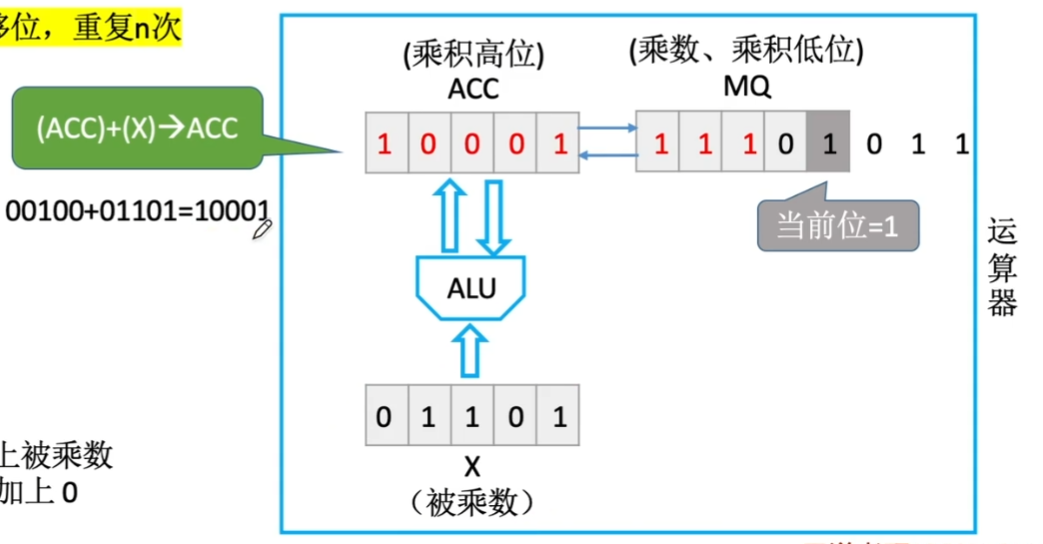 移位，重复n次
(ACC)+(X)→ACC
00100+01101=10001
(乘积高位)
ACC
(乘数、乘积低位)
MQ
1 0 0 0 1
1 1 1 0 1 0 1 1
当前位=1
运算器
ALU
0 1 1 0 1
X
（被乘数）
上被乘数
加上 0